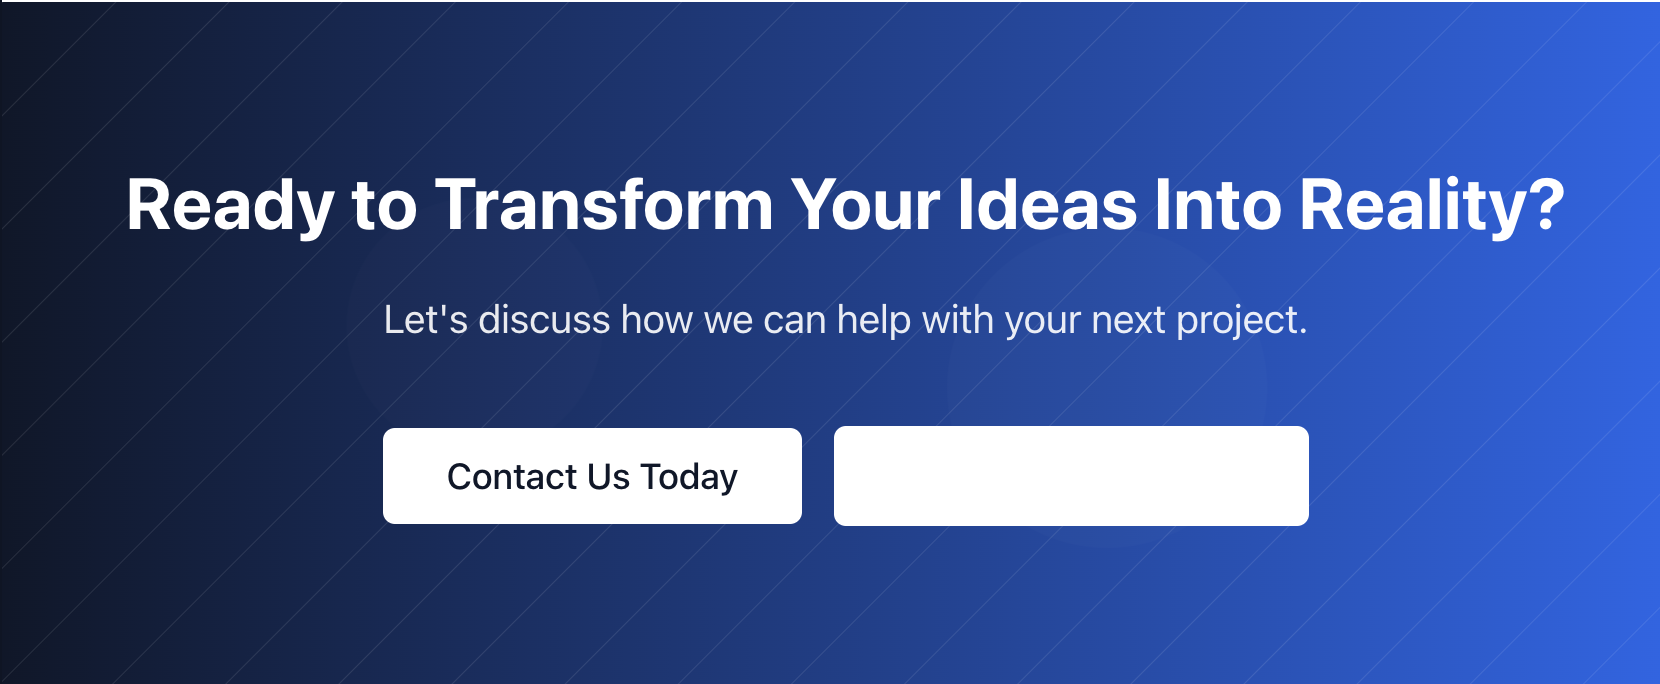 Ready to Transform Your Ideas Into Reality?
Let's discuss how we can help with your next project.
Contact Us Today